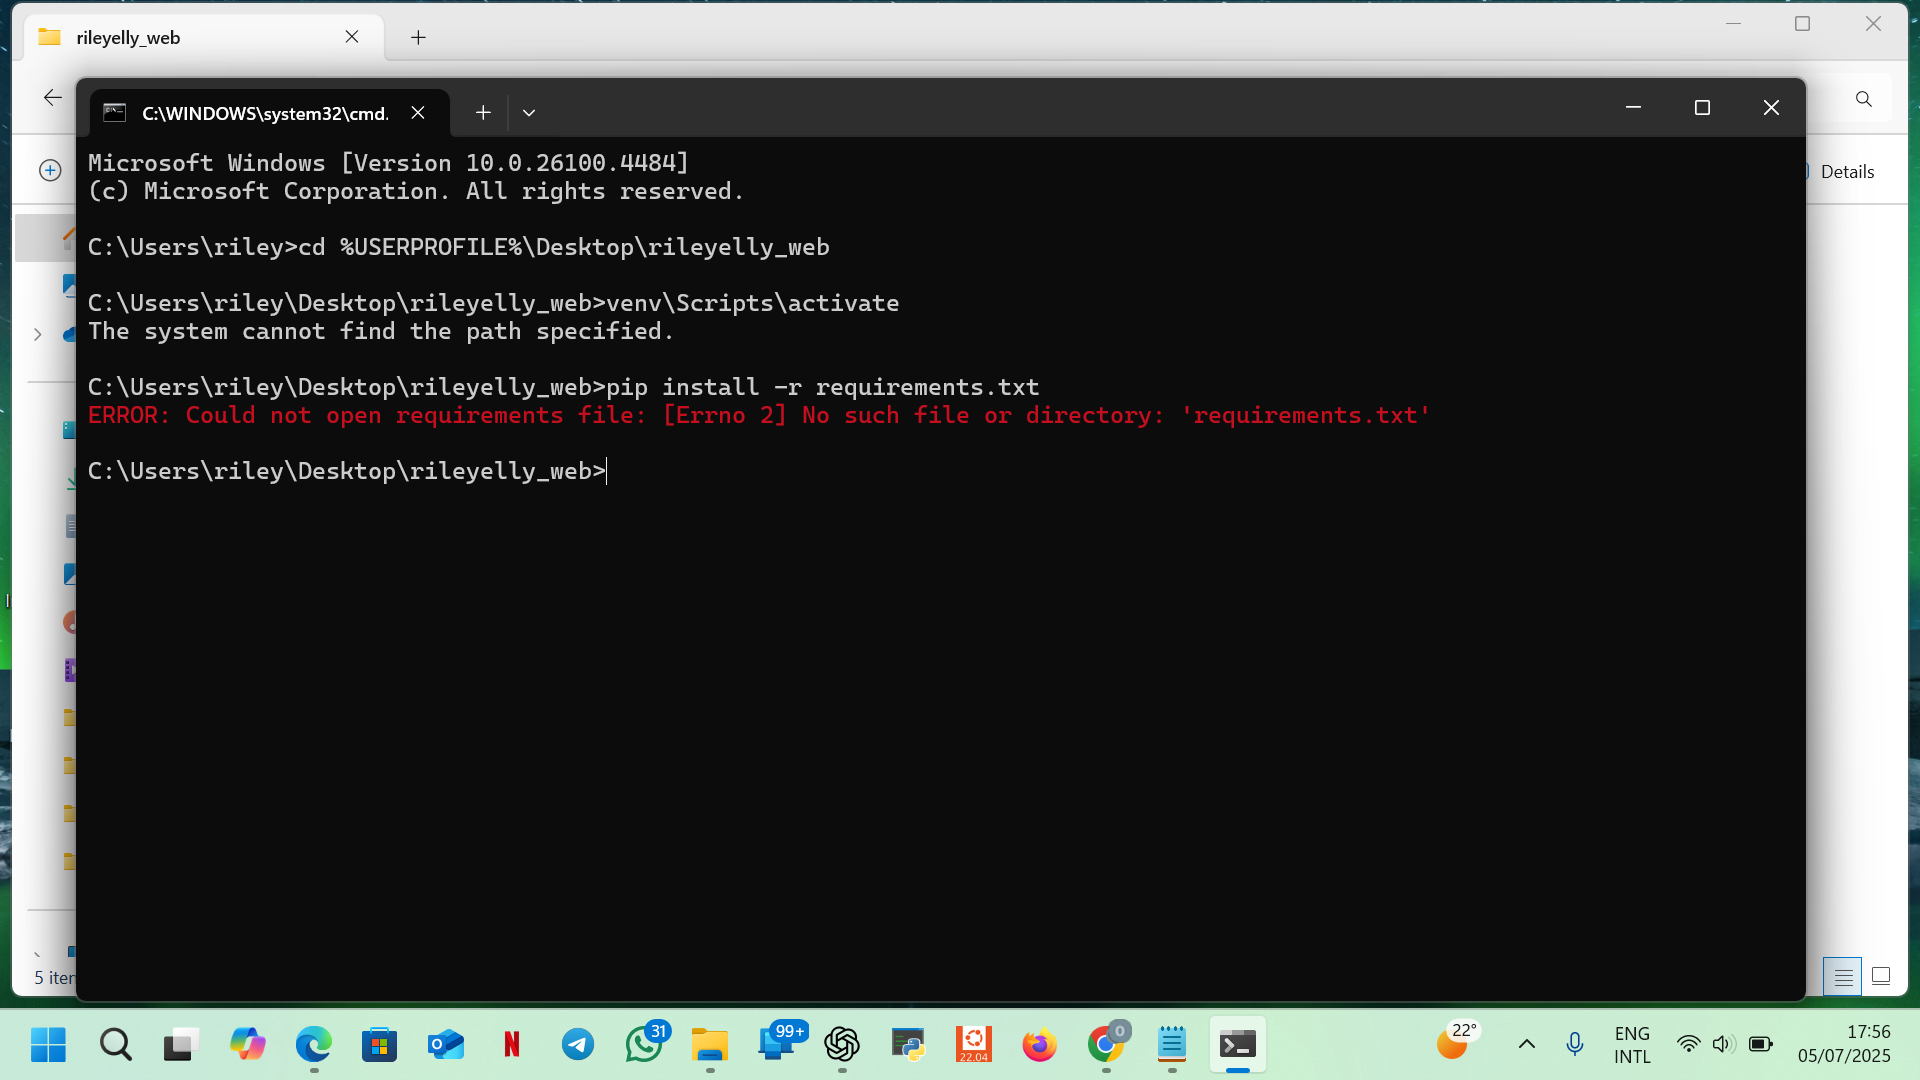 rileyelly_web
C:\WINDOWS\system32\cmd.
Details
Microsoft Windows [Version 10.0.26100.4484]
(c) Microsoft Corporation. All rights reserved.
C:\Users\riley>cd %USERPROFILE%\Desktop\rileyelly_web
C:\Users\riley\Desktop\rileyelly_web>venv\Scripts\activate
The system cannot find the path specified.
C:\Users\riley\Desktop\rileyelly_web>pip install -r requirements.txt
ERROR: Could not open requirements file: [Errno 2] No such file or directory: 'requirements.txt'
C:\Users\riley\Desktop\rileyelly_web>
5
31
99+
22.04
0
22°
ENG
INTL
17:56
05/07/2025